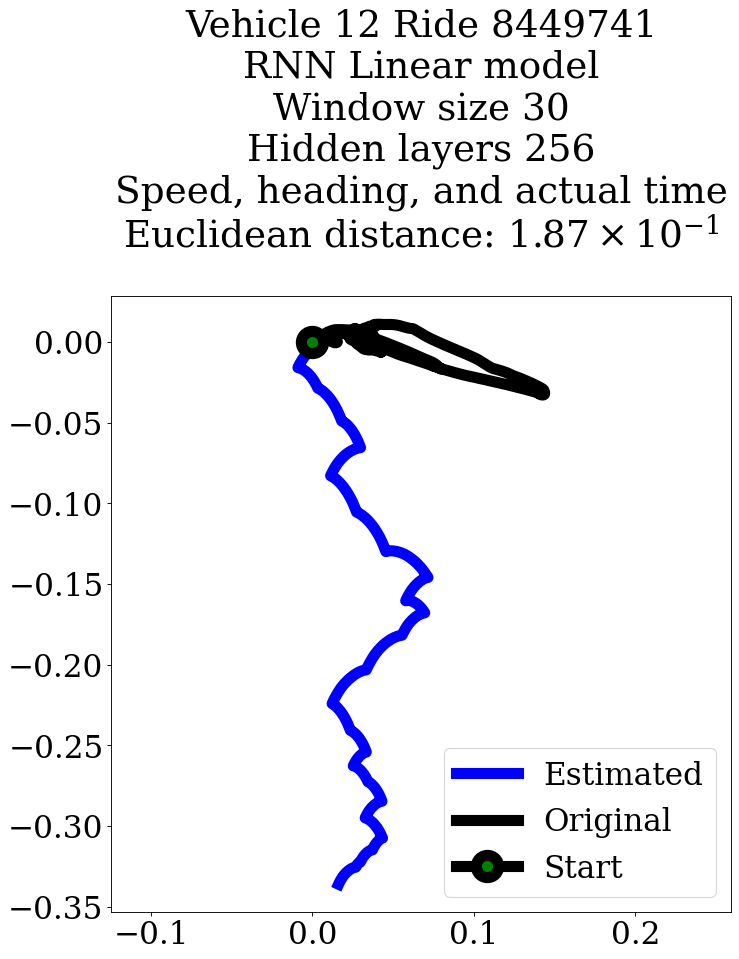 Vehicle 12 Ride 8449741
RNN Linear model
Window size 30
Hidden layers 256
Speed, heading, and actual time
Euclidean distance: 1.87 × 10⁻¹
0.00
−0.05
−0.10
−0.15
−0.20
−0.25
−0.30
−0.35
Estimated
Original
Start
−0.1
0.0
0.1
0.2